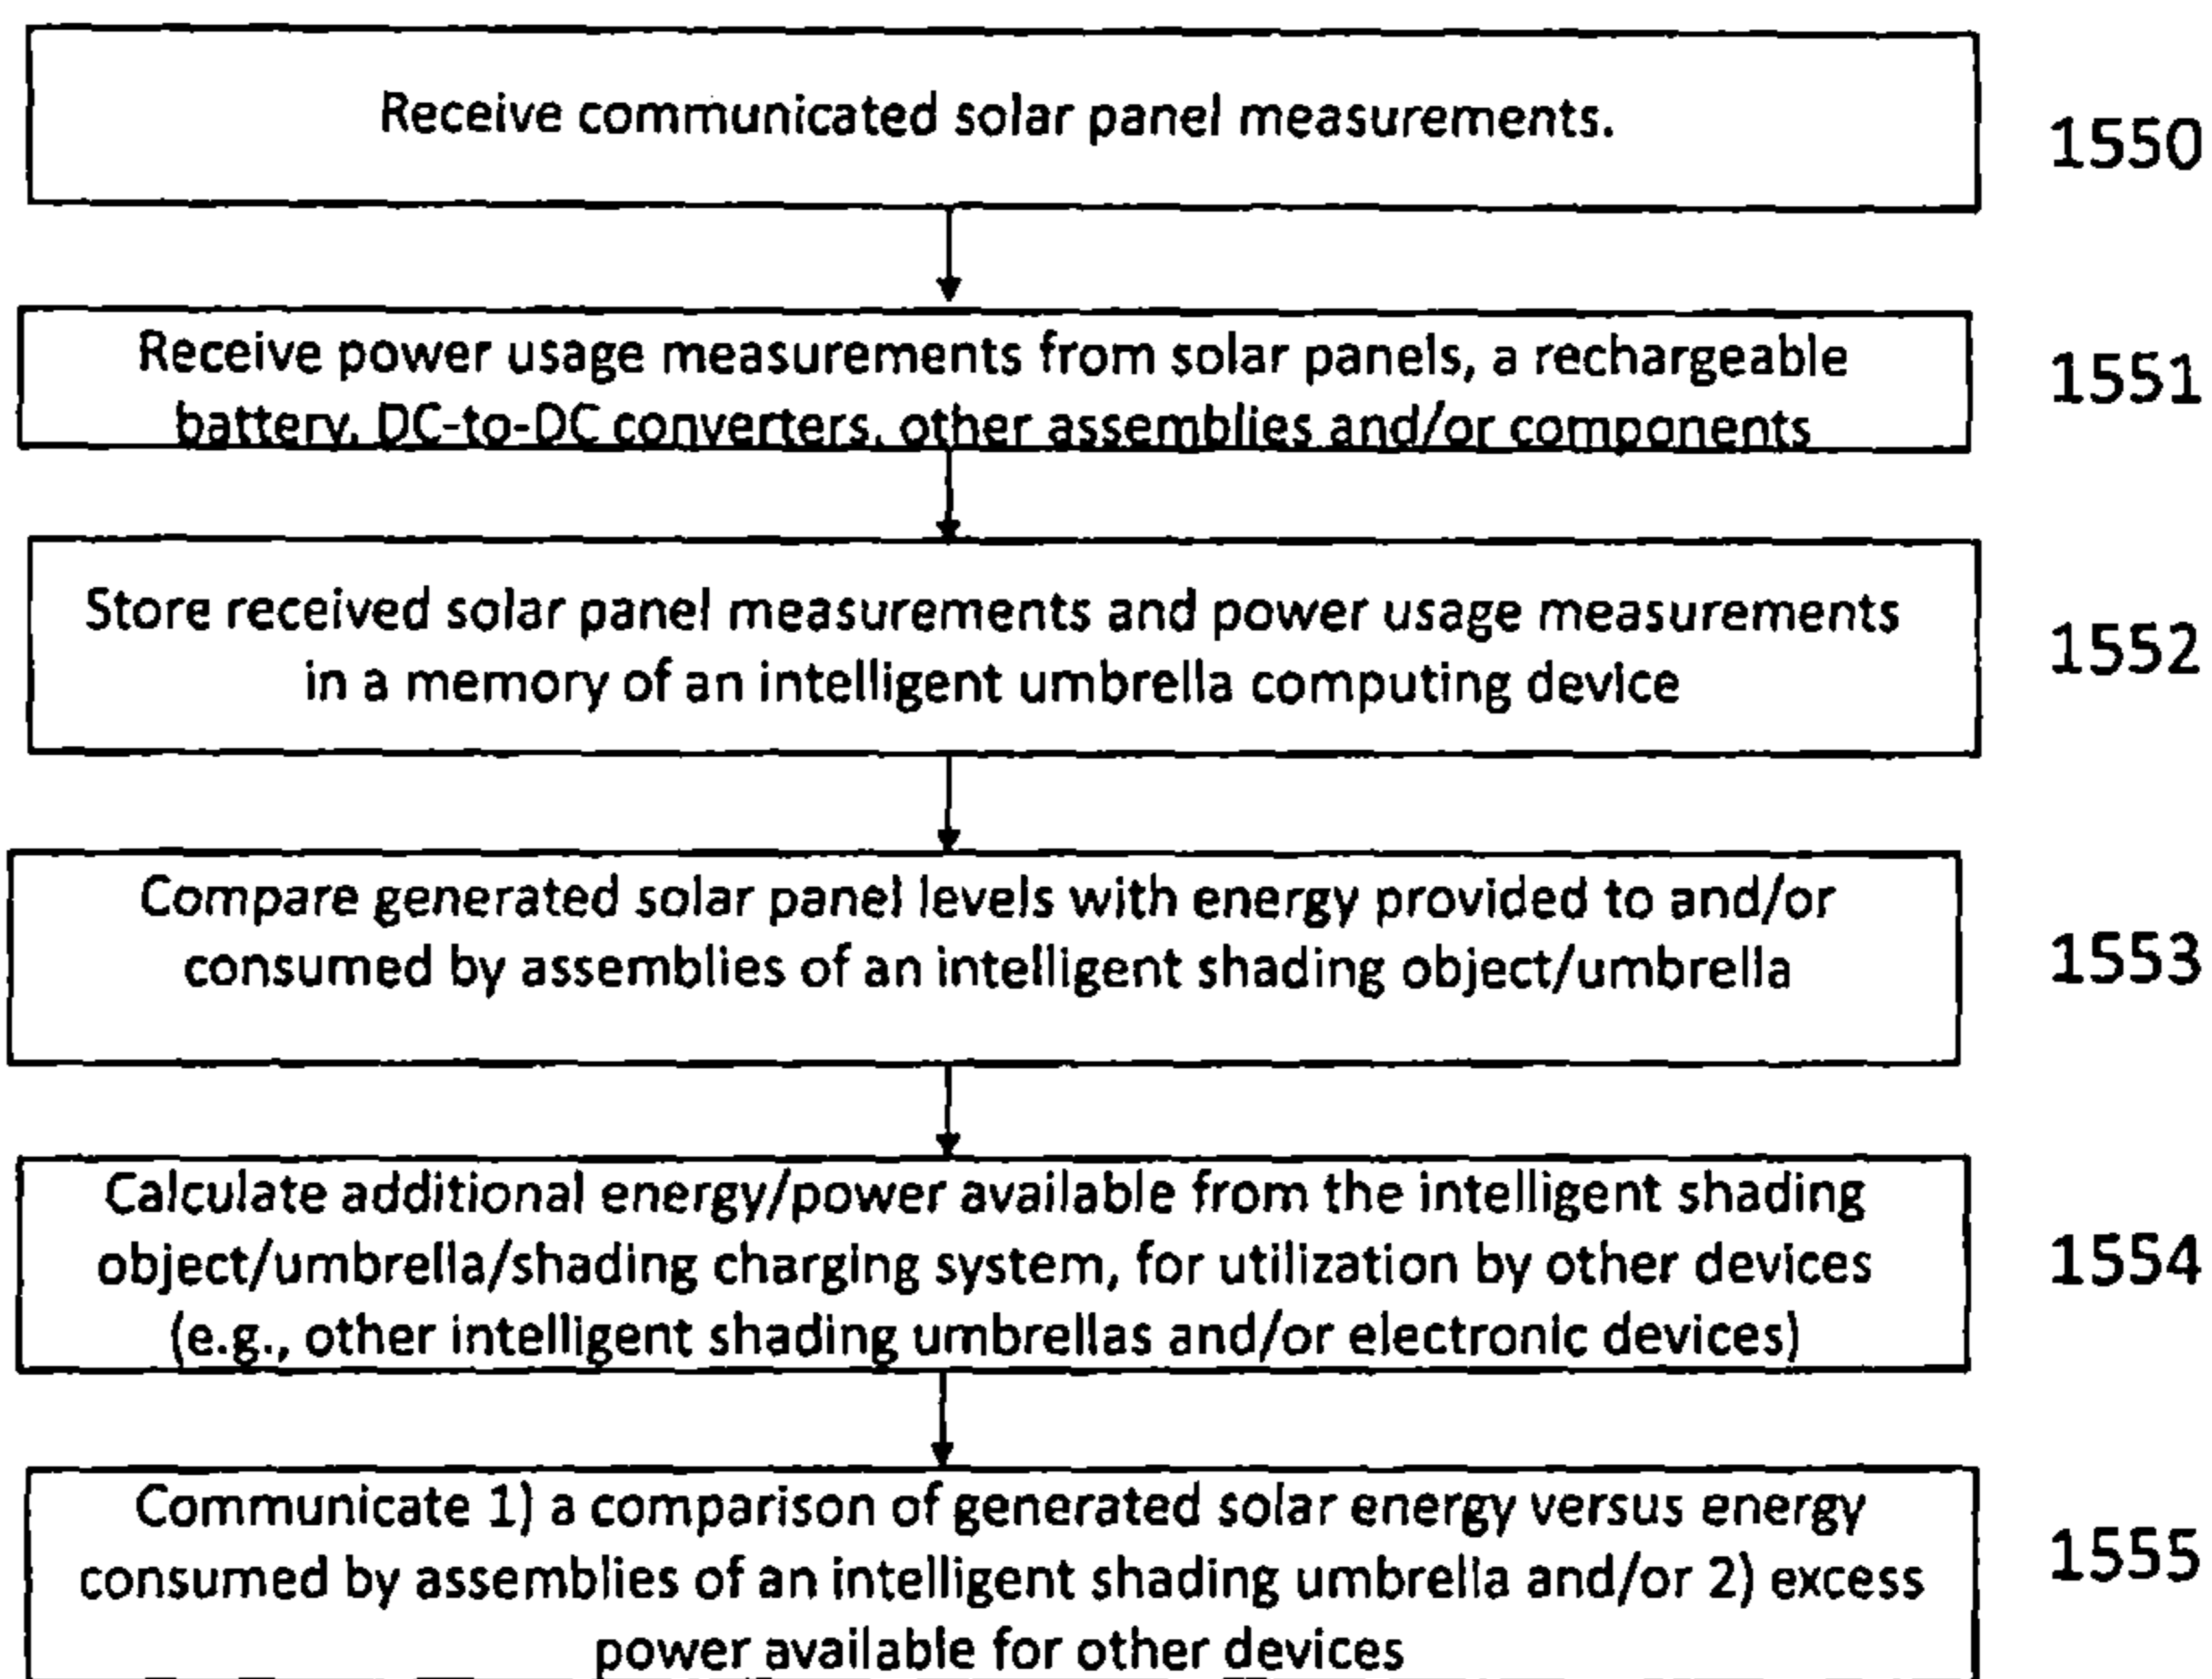 Receive communicated solar panel measurements.
1550
Receive power usage measurements from solar panels, a rechargeable
battery, DC-to-DC converters, other assemblies and/or components
1551
Store received solar panel measurements and power usage measurements
in a memory of an intelligent umbrella computing device
1552
Compare generated solar panel levels with energy provided to and/or
consumed by assemblies of an intelligent shading object/umbrella
1553
Calculate additional energy/power available from the intelligent shading
object/umbrella/shading charging system, for utilization by other devices
(e.g., other intelligent shading umbrellas and/or electronic devices)
1554
Communicate 1) a comparison of generated solar energy versus energy
consumed by assemblies of an intelligent shading umbrella and/or 2) excess
power available for other devices
1555